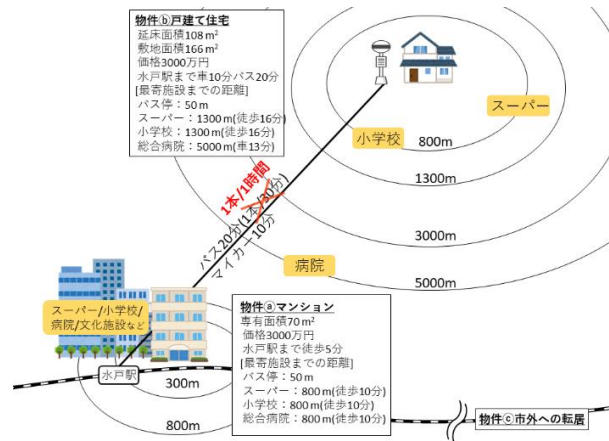 物件ⓑ戸建て住宅
延床面積108㎡
敷地面積166㎡
価格3000万円
水戸駅まで車10分バス20分
[最寄施設までの距離]
バス停：50m
スーパー：1300m(徒歩16分)
小学校：1300m(徒歩16分)
総合病院：5000m(車13分)
スーパー
小学校
800m
1300m
3000m
5000m
病院
1本/1時間
バス20分(1本/30分)
マイカー10分
スーパー/小学校/
病院/文化施設など
水戸駅
300m
800m
物件ⓐマンション
専有面積70㎡
価格3000万円
水戸駅まで徒歩5分
[最寄施設までの距離]
バス停：50m
スーパー：800m(徒歩10分)
小学校：800m(徒歩10分)
総合病院：800m(徒歩10分)
物件ⓒ市外への転居